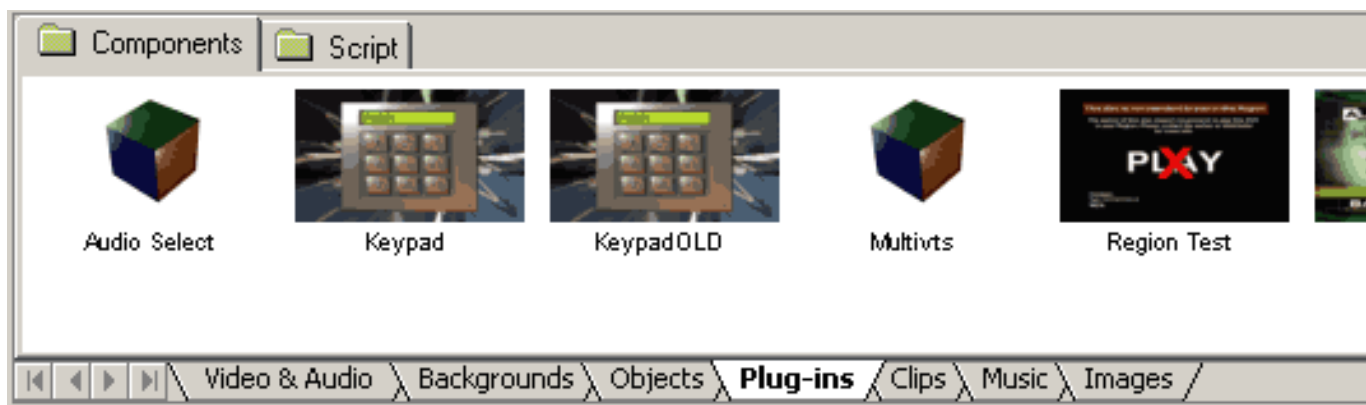 Components
Script
PLAY
Audio Select
Keypad
KeypadOLD
Multivts
Region Test
Video & Audio
Backgrounds
Objects
Plug-ins
Clips
Music
Images